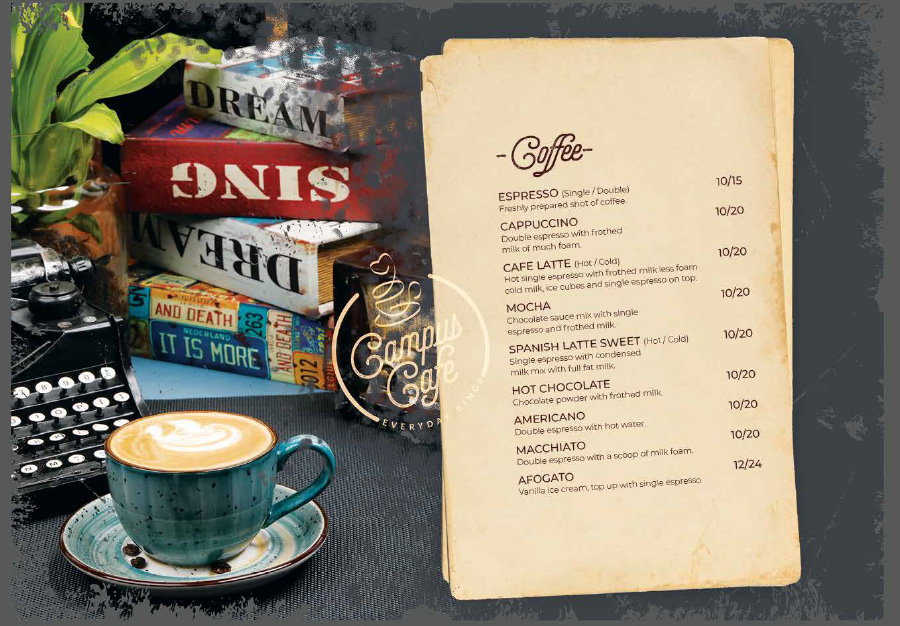 DREAM
SING
DREAM
AND DEATH
263
NEDERLAND
IT IS MORE
AND DEATH
Campus
Cafe
EVERYDAY SINCE
-Coffee-
ESPRESSO (Single / Double) 10/15
Freshly prepared shot of coffee.
CAPPUCCINO 10/20
Double espresso with frothed
milk of much foam.
CAFE LATTE (Hot / Cold) 10/20
Hot single espresso with frothed milk less foam
cold milk, ice cubes and single espresso on top.
MOCHA 10/20
Chocolate sauce mix with single
espresso and frothed milk.
SPANISH LATTE SWEET (Hot / Cold) 10/20
Single espresso with condensed
milk mix with full fat milk.
HOT CHOCOLATE 10/20
Chocolate powder with frothed milk.
AMERICANO 10/20
Double espresso with hot water.
MACCHIATO 10/20
Double espresso with a scoop of milk foam.
AFOGATO 12/24
Vanilla ice cream, top up with single espresso.